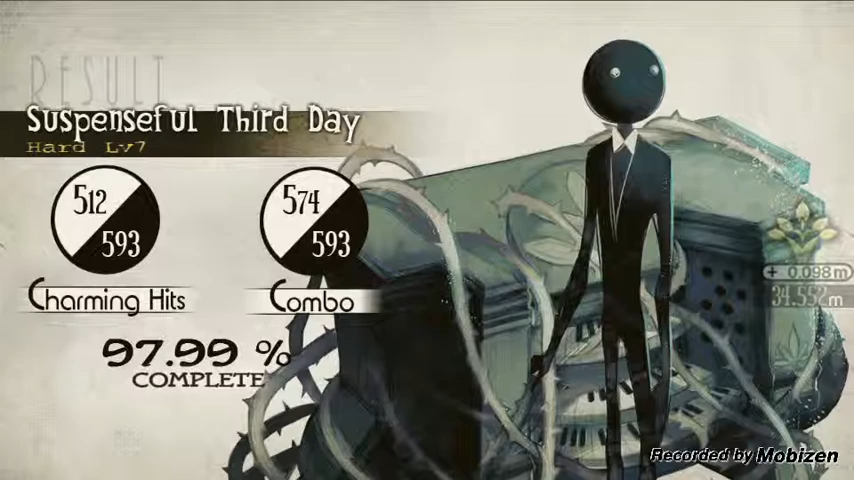 RESULT
Suspenseful Third Day
Hard Lv7
512
593
574
593
Charming Hits
Combo
97.99 %
COMPLETE
+ 0.098m
34.552m
Recorded by Mobizen